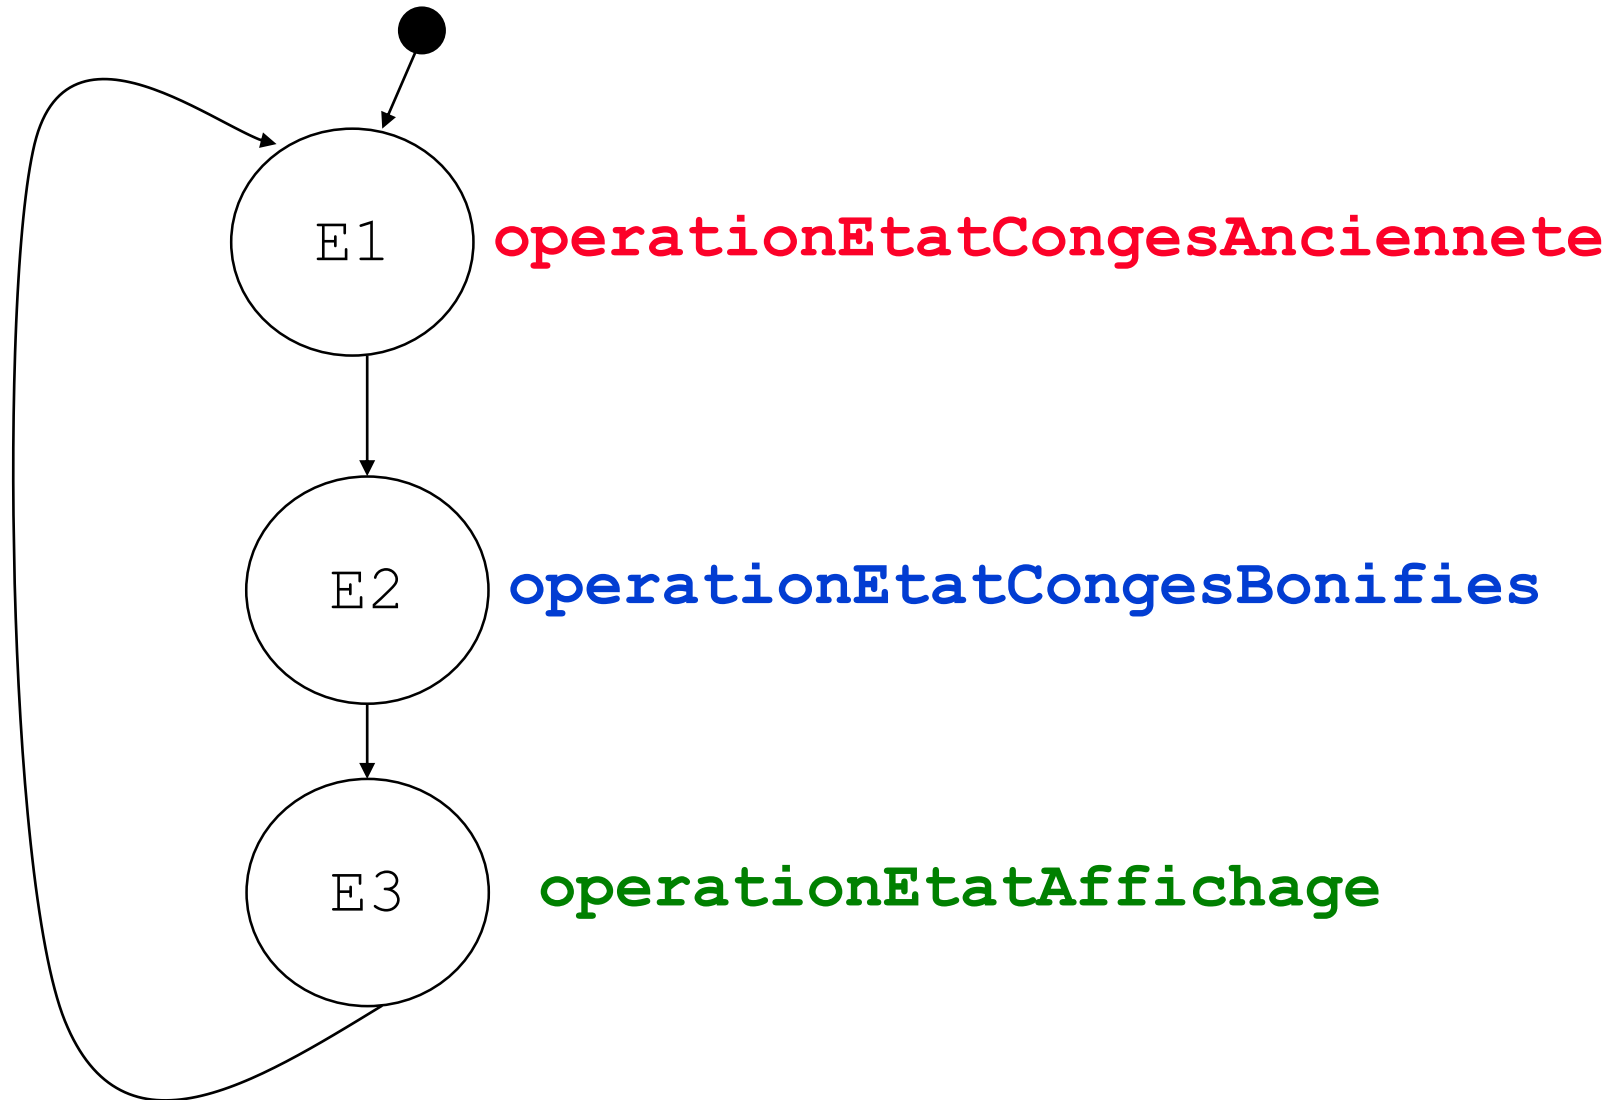 E1 operationEtatCongesAnciennete
E2 operationEtatCongesBonifies
E3 operationEtatAffichage